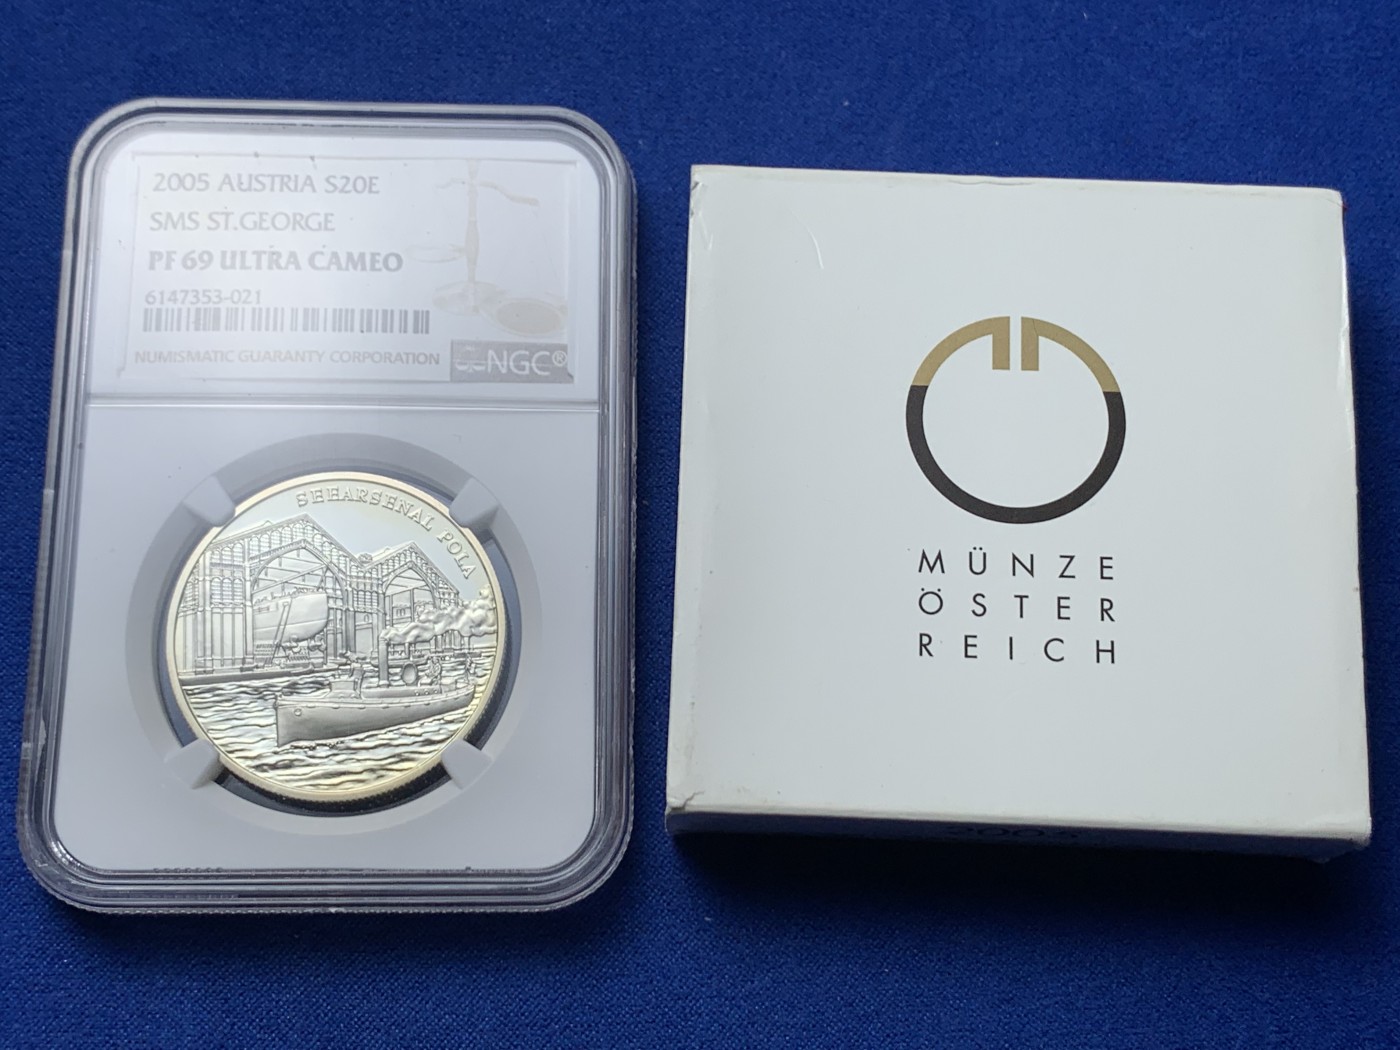 2005 AUSTRIA S20E
SMS ST.GEORGE
PF 69 ULTRA CAMEO
6147353-021
NUMISMATIC GUARANTY CORPORATION
NGC®
SEEARSENAL POLA
MÜNZE
ÖSTER
REICH